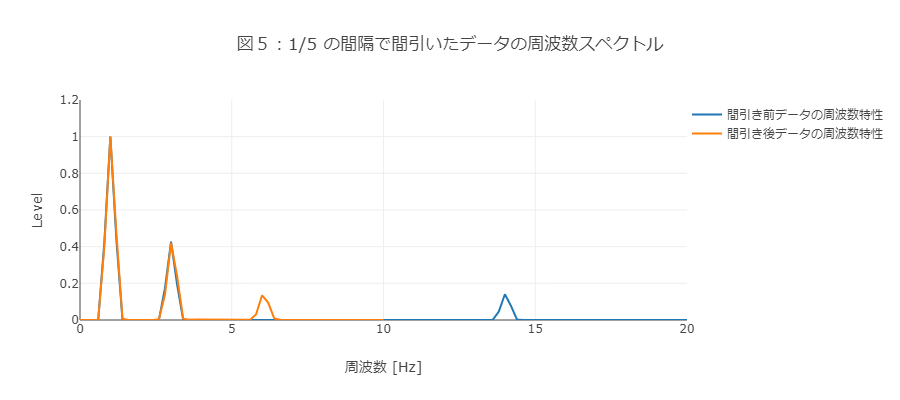 図５：1/5 の間隔で間引いたデータの周波数スペクトル
間引き前データの周波数特性
間引き後データの周波数特性
1.2
1
0.8
0.6
0.4
0.2
0
Level
0 5 10 15 20
周波数 [Hz]